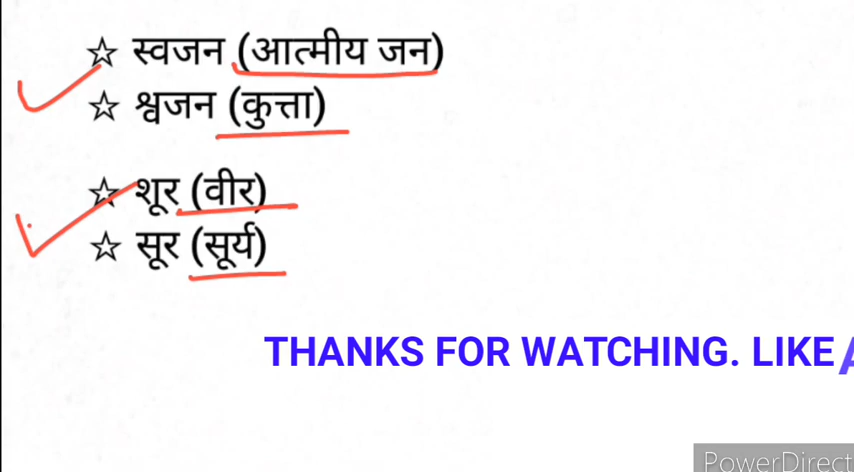 ☆ स्वजन (आत्मीय जन)
☆ श्वजन (कुत्ता)
☆ शूर (वीर)
☆ सूर (सूर्य)
THANKS FOR WATCHING. LIKE
PowerDirect